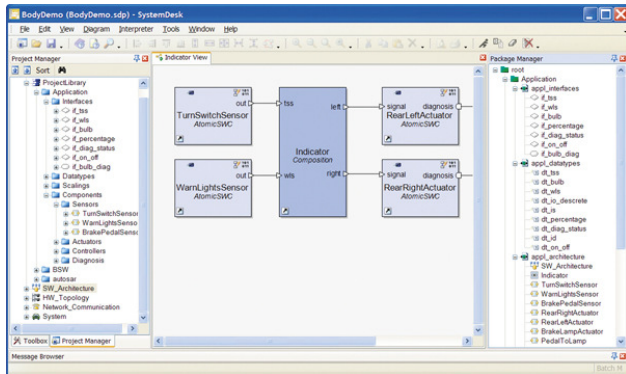 BodyDemo (BodyDemo.sdp) - SystemDesk
File Edit View Diagram Interpreter Tools Window Help
Project Manager
Sort
ProjectLibrary
Application
Interfaces
if_tss
if_wls
if_bulb
if_percentage
if_diag_status
if_on_off
if_bulb_diag
Datatypes
Scalings
Components
Sensors
TurnSwitchSensor
WarnLightsSensor
BrakePedalSensor
Actuators
Controllers
Diagnosis
BSW
autosar
SW_Architecture
HW_Topology
Network_Communication
System
Toolbox Project Manager
Indicator View
out
TurnSwitchSensor
AtomicSWC
out
WarnLightsSensor
AtomicSWC
tss left
Indicator
Composition
wls right
signal diagnosis
RearLeftActuator
AtomicSWC
signal diagnosis
RearRightActuator
AtomicSWC
Package Manager
root
Application
appl_interfaces
if_tss
if_wls
if_bulb
if_percentage
if_diag_status
if_on_off
if_bulb_diag
appl_datatypes
dt_tss
dt_bulb
dt_wls
dt_io_descrete
dt_is
dt_percentage
dt_diag_status
dt_id
dt_on_off
appl_architecture
SW_Architecture
Indicator
TurnSwitchSensor
WarnLightsSensor
BrakePedalSensor
RearRightActuator
RearLeftActuator
BrakeLampActuator
PedalToLamp
Message Browser
Batch M